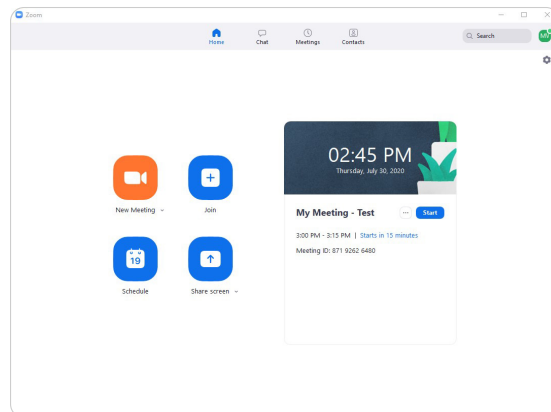 Zoom
Home Chat Meetings Contacts
Search
MV
02:45 PM
Thursday, July 30, 2020
New Meeting
Join
My Meeting - Test
Start
3:00 PM - 3:15 PM | Starts in 15 minutes
Meeting ID: 871 9262 6480
19
Schedule
Share screen